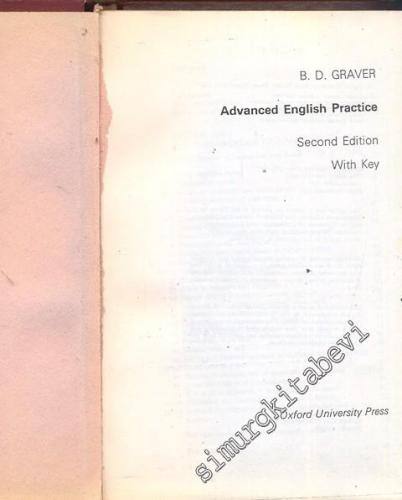 B. D. GRAVER
Advanced English Practice
Second Edition
With Key
Oxford University Press
simurgkitabevi